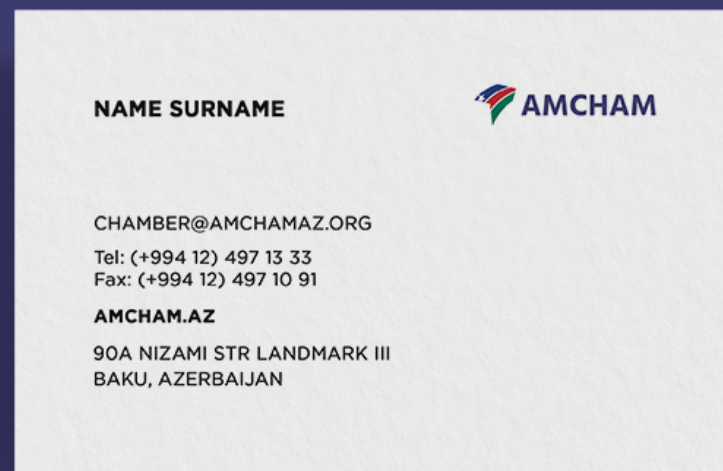 NAME SURNAME
AMCHAM
CHAMBER@AMCHAMAZ.ORG
Tel: (+994 12) 497 13 33
Fax: (+994 12) 497 10 91
AMCHAM.AZ
90A NIZAMI STR LANDMARK III
BAKU, AZERBAIJAN